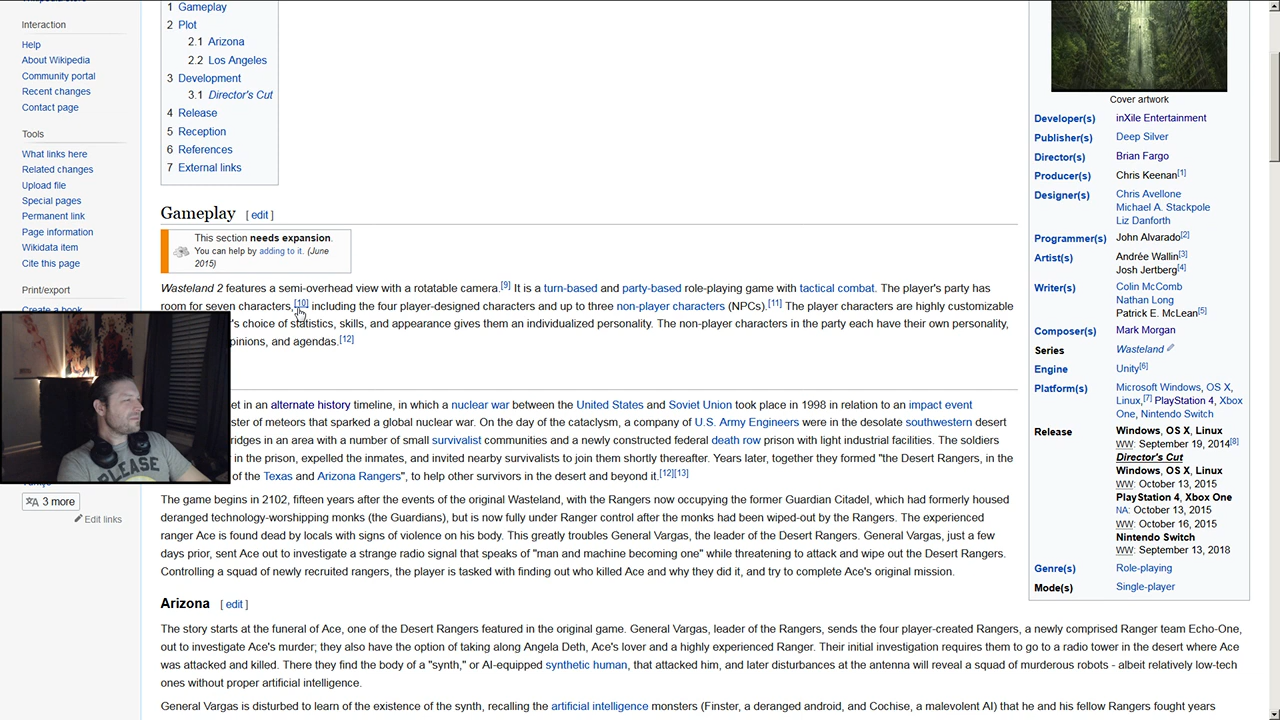 Interaction
Help
About Wikipedia
Community portal
Recent changes
Contact page
Tools
What links here
Related changes
Upload file
Special pages
Permanent link
Page information
Wikidata item
Cite this page
Print/export
Create a book
3 more
Edit links
1 Gameplay
2 Plot
2.1 Arizona
2.2 Los Angeles
3 Development
3.1 Director's Cut
4 Release
5 Reception
6 References
7 External links
Gameplay [ edit ]
This section needs expansion.
You can help by adding to it. (June
2015)
Wasteland 2 features a semi-overhead view with a rotatable camera.[9] It is a turn-based and party-based role-playing game with tactical combat. The player's party has
room for seven characters,[10] including the four player-designed characters and up to three non-player characters (NPCs).[11] The player characters are highly customizable
's choice of statistics, skills, and appearance gives them an individualized personality. The non-player characters in the party each have their own personality,
pinions, and agendas.[12]
et in an alternate history timeline, in which a nuclear war between the United States and Soviet Union took place in 1998 in relation to an impact event
ster of meteors that sparked a global nuclear war. On the day of the cataclysm, a company of U.S. Army Engineers were in the desolate southwestern desert
ridges in an area with a number of small survivalist communities and a newly constructed federal death row prison with light industrial facilities. The soldiers
in the prison, expelled the inmates, and invited nearby survivalists to join them shortly thereafter. Years later, together they formed "the Desert Rangers, in the
of the Texas and Arizona Rangers", to help other survivors in the desert and beyond it.[12][13]
The game begins in 2102, fifteen years after the events of the original Wasteland, with the Rangers now occupying the former Guardian Citadel, which had formerly housed
deranged technology-worshipping monks (the Guardians), but is now fully under Ranger control after the monks had been wiped-out by the Rangers. The experienced
ranger Ace is found dead by locals with signs of violence on his body. This greatly troubles General Vargas, the leader of the Desert Rangers. General Vargas, just a few
days prior, sent Ace out to investigate a strange radio signal that speaks of "man and machine becoming one" while threatening to attack and wipe out the Desert Rangers.
Controlling a squad of newly recruited rangers, the player is tasked with finding out who killed Ace and why they did it, and try to complete Ace's original mission.
Arizona [ edit ]
The story starts at the funeral of Ace, one of the Desert Rangers featured in the original game. General Vargas, leader of the Rangers, sends the four player-created Rangers, a newly comprised Ranger team Echo-One,
out to investigate Ace's murder; they also have the option of taking along Angela Deth, Ace's lover and a highly experienced Ranger. Their initial investigation requires them to go to a radio tower in the desert where Ace
was attacked and killed. There they find the body of a "synth," or AI-equipped synthetic human, that attacked him, and later disturbances at the antenna will reveal a squad of murderous robots - albeit relatively low-tech
ones without proper artificial intelligence.
General Vargas is disturbed to learn of the existence of the synth, recalling the artificial intelligence monsters (Finster, a deranged android, and Cochise, a malevolent AI) that he and his fellow Rangers fought years
Cover artwork
Developer(s) inXile Entertainment
Publisher(s) Deep Silver
Director(s) Brian Fargo
Producer(s) Chris Keenan[1]
Designer(s) Chris Avellone
Michael A. Stackpole
Liz Danforth
Programmer(s) John Alvarado[2]
Artist(s) Andrée Wallin[3]
Josh Jertberg[4]
Writer(s) Colin McComb
Nathan Long
Patrick E. McLean[5]
Composer(s) Mark Morgan
Series Wasteland
Engine Unity[6]
Platform(s) Microsoft Windows, OS X,
Linux,[7] PlayStation 4, Xbox
One, Nintendo Switch
Release Windows, OS X, Linux
WW: September 19, 2014[8]
Director's Cut
Windows, OS X, Linux
WW: October 13, 2015
PlayStation 4, Xbox One
NA: October 13, 2015
WW: October 16, 2015
Nintendo Switch
WW: September 13, 2018
Genre(s) Role-playing
Mode(s) Single-player